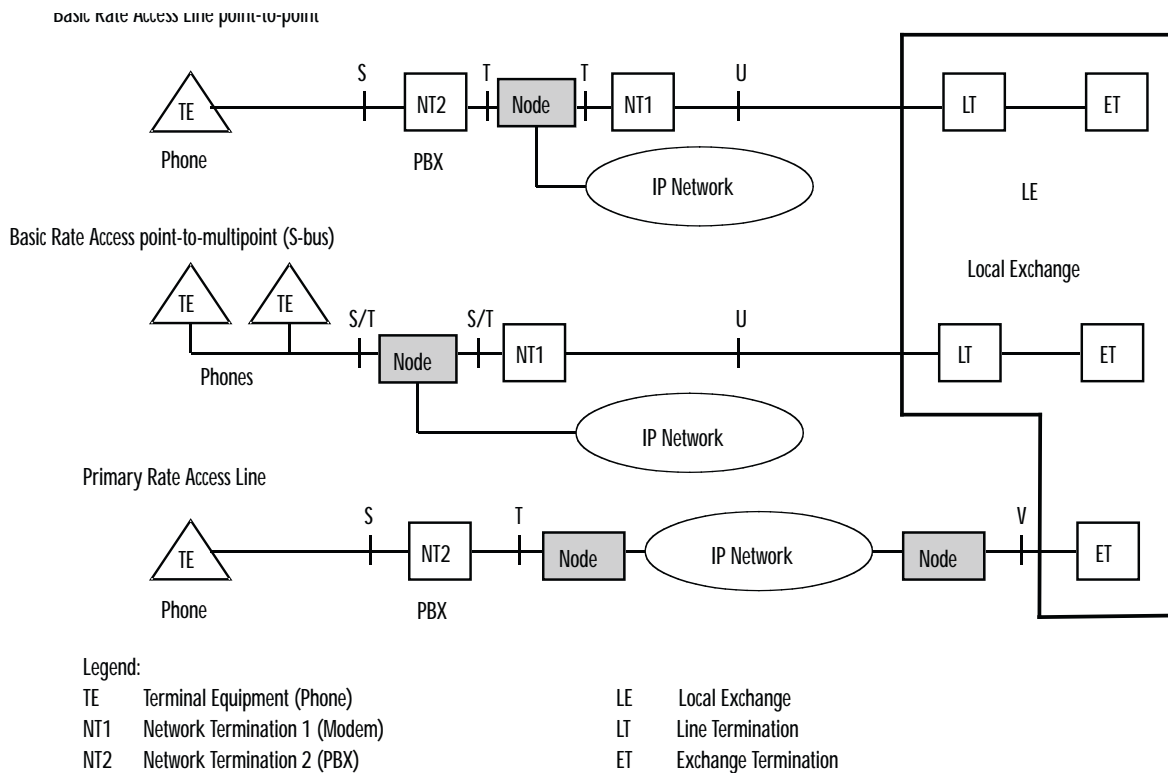 Basic Rate Access Line point-to-point
S T T U
TE NT2 Node NT1 LT ET
Phone PBX IP Network LE
Basic Rate Access point-to-multipoint (S-bus)
Local Exchange
TE TE S/T S/T U
Node NT1 LT ET
Phones
IP Network
Primary Rate Access Line
S T V
TE NT2 Node IP Network Node ET
Phone PBX
Legend:
TE Terminal Equipment (Phone) LE Local Exchange
NT1 Network Termination 1 (Modem) LT Line Termination
NT2 Network Termination 2 (PBX) ET Exchange Termination